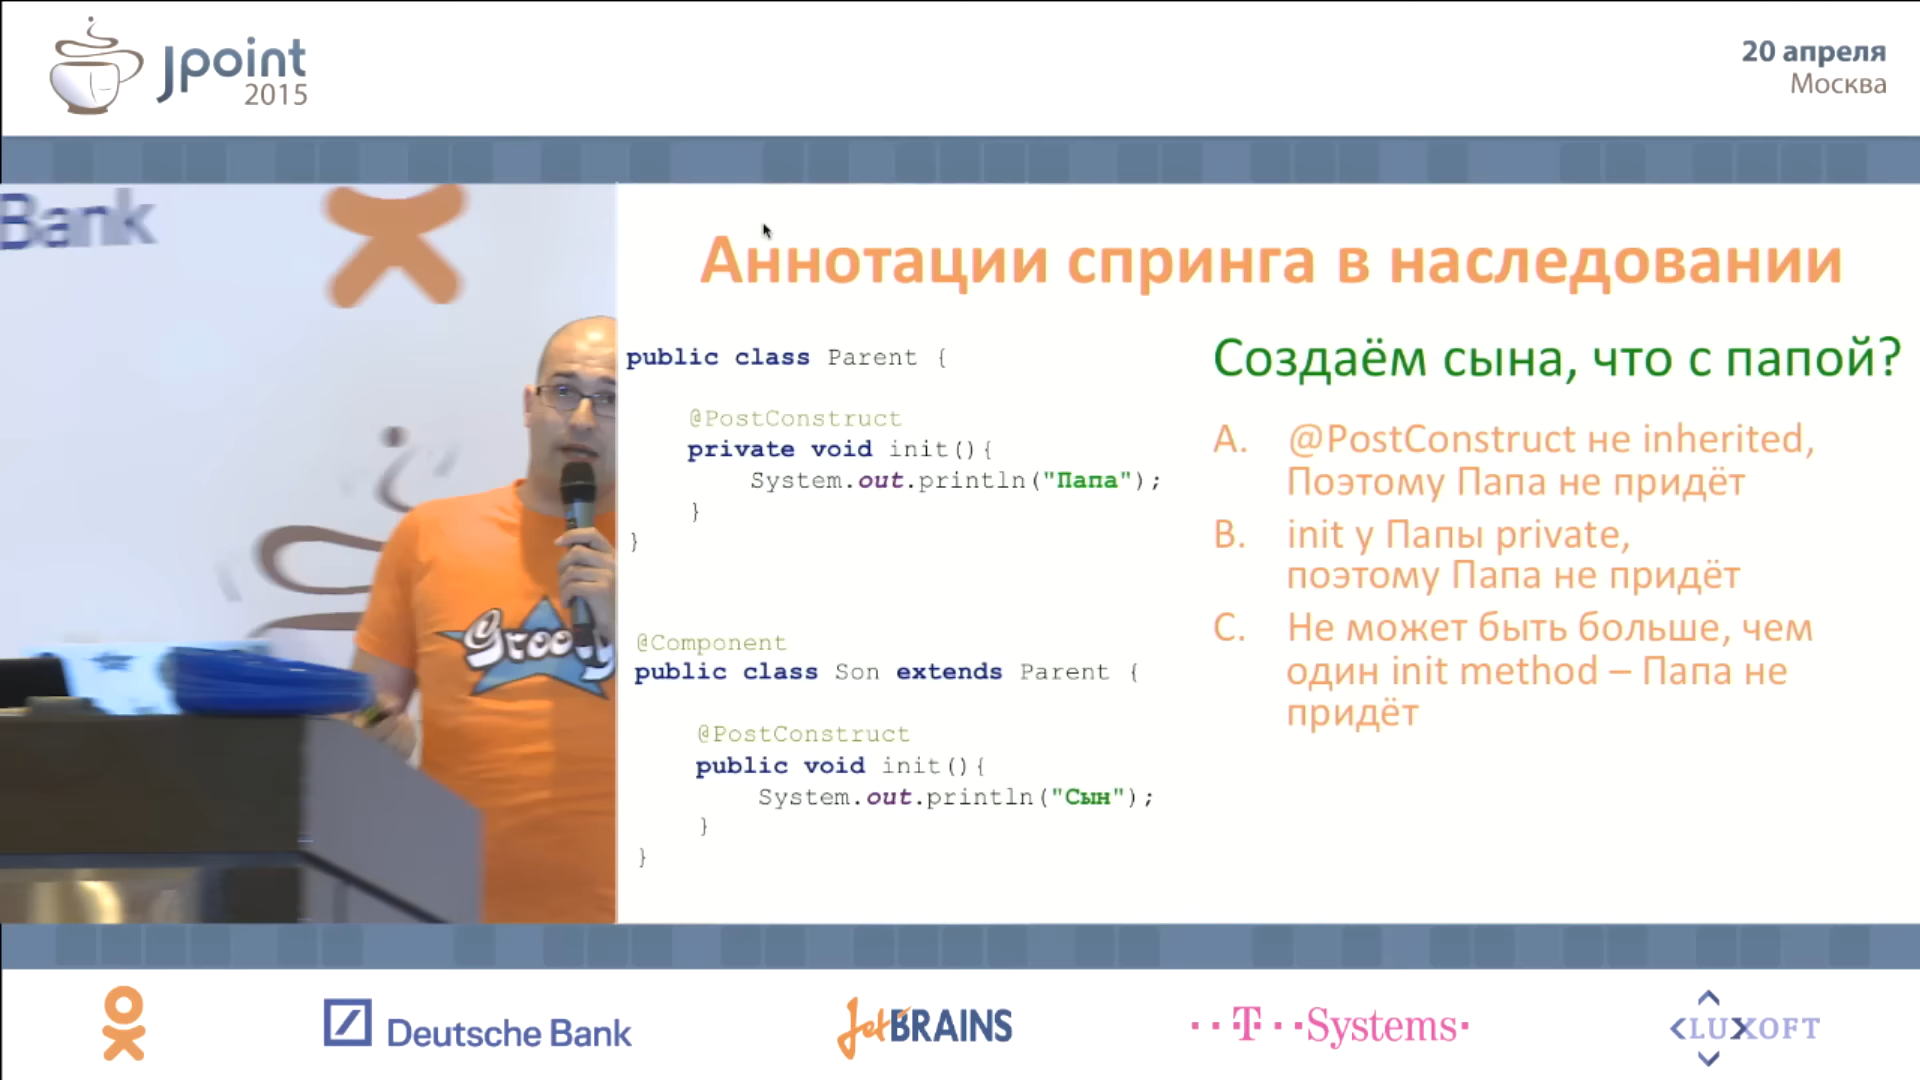 Jpoint
2015
20 апреля
Москва
Bank
Groovy
Аннотации спринга в наследовании
public class Parent {
@PostConstruct
private void init(){
System.out.println("Папа");
}
}
@Component
public class Son extends Parent {
@PostConstruct
public void init(){
System.out.println("Сын");
}
}
Создаём сына, что с папой?
A. @PostConstruct не inherited,
Поэтому Папа не придёт
B. init у Папы private,
поэтому Папа не придёт
C. Не может быть больше, чем
один init method – Папа не
придёт
Deutsche Bank
JetBRAINS
··T··Systems·
LUXOFT